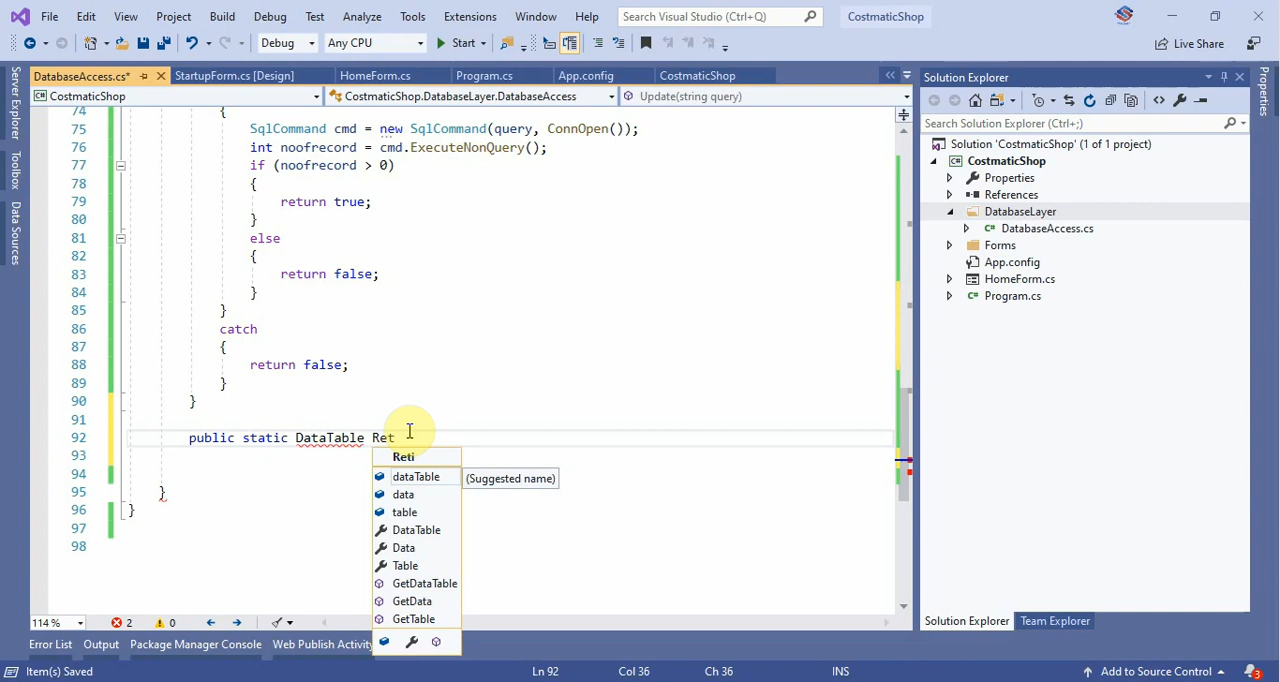 File Edit View Project Build Debug Test Analyze Tools Extensions Window Help Search Visual Studio (Ctrl+Q) CostmaticShop
Debug Any CPU Start Live Share
Server Explorer
Toolbox
Data Sources
DatabaseAccess.cs* StartupForm.cs [Design] HomeForm.cs Program.cs App.config CostmaticShop
CostmaticShop CostmaticShop.DatabaseLayer.DatabaseAccess Update(string query)
74 {
75 SqlCommand cmd = new SqlCommand(query, ConnOpen());
76 int noofrecord = cmd.ExecuteNonQuery();
77 if (noofrecord > 0)
78 {
79 return true;
80 }
81 else
82 {
83 return false;
84 }
85 }
86 catch
87 {
88 return false;
89 }
90 }
91
92 public static DataTable Ret
93
94
95 }
96 }
97
98
Reti
dataTable (Suggested name)
data
table
DataTable
Data
Table
GetDataTable
GetData
GetTable
114 % 2 0
Solution Explorer
Search Solution Explorer (Ctrl+;)
Solution 'CostmaticShop' (1 of 1 project)
CostmaticShop
Properties
References
DatabaseLayer
DatabaseAccess.cs
Forms
App.config
HomeForm.cs
Program.cs
Solution Explorer Team Explorer
Properties
Error List Output Package Manager Console Web Publish Activity
Item(s) Saved Ln 92 Col 36 Ch 36 INS Add to Source Control 3